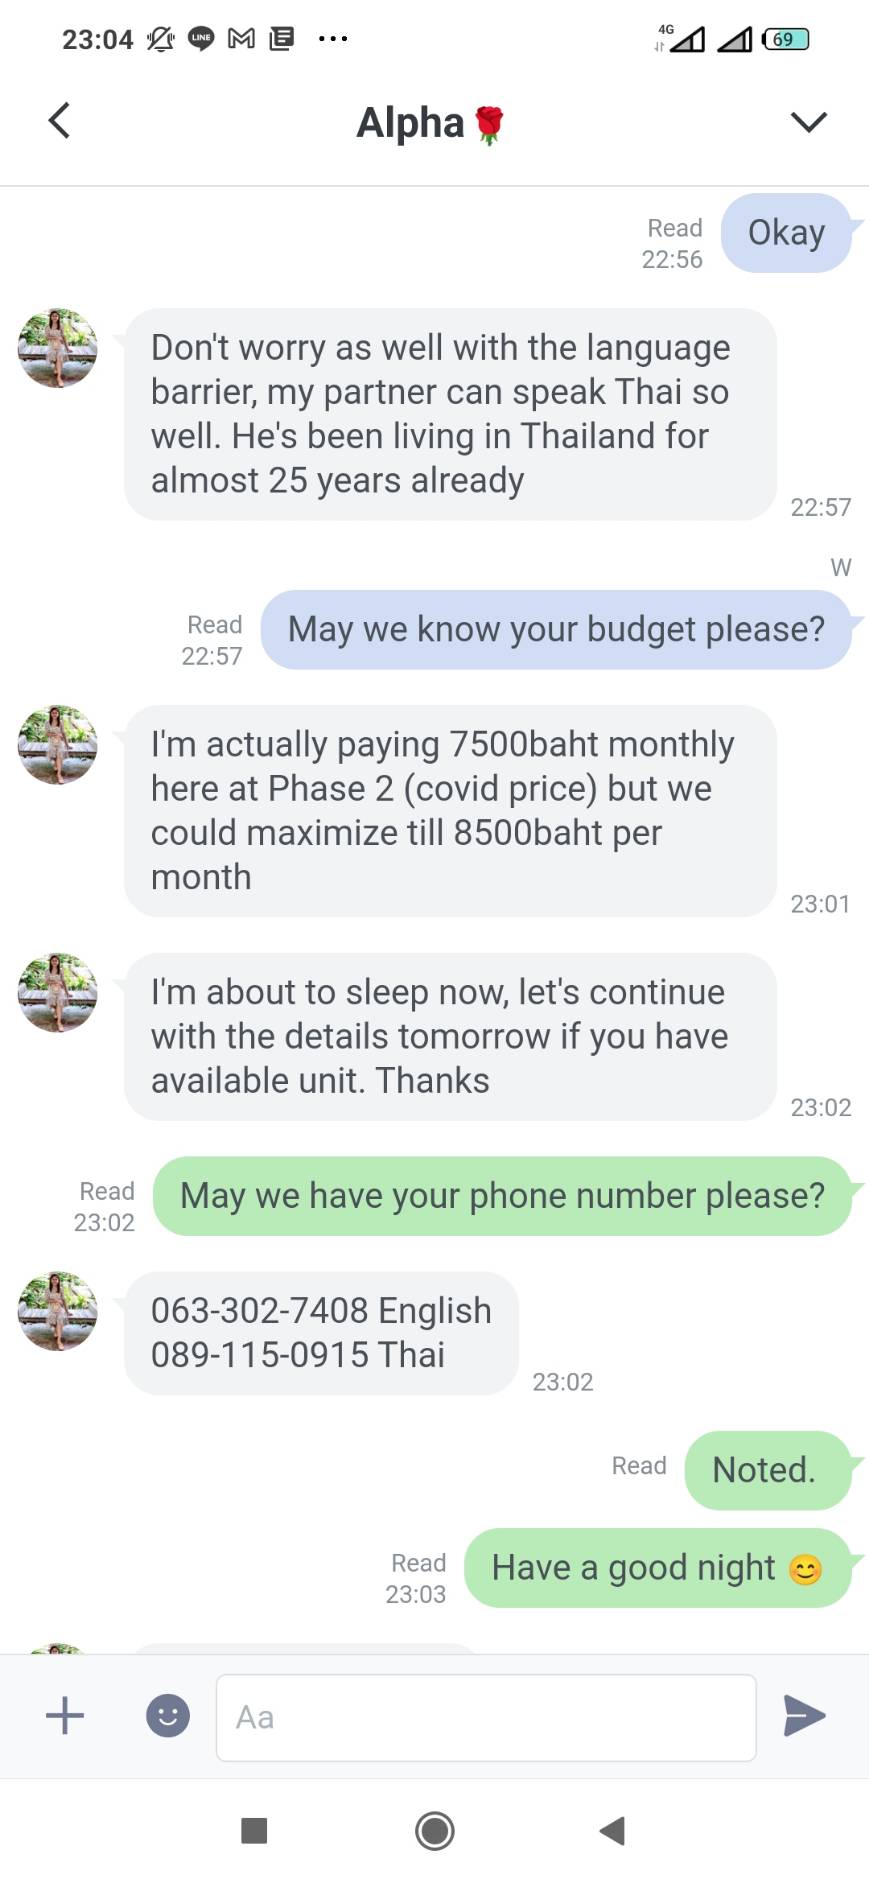 23:04 LINE 4G 69
Alpha🌹
Read
22:56
Okay
Don't worry as well with the language
barrier, my partner can speak Thai so
well. He's been living in Thailand for
almost 25 years already
22:57
W
Read
22:57
May we know your budget please?
I'm actually paying 7500baht monthly
here at Phase 2 (covid price) but we
could maximize till 8500baht per
month
23:01
I'm about to sleep now, let's continue
with the details tomorrow if you have
available unit. Thanks
23:02
Read
23:02
May we have your phone number please?
063-302-7408 English
089-115-0915 Thai
23:02
Read
Noted.
Read
23:03
Have a good night 😊
Aa